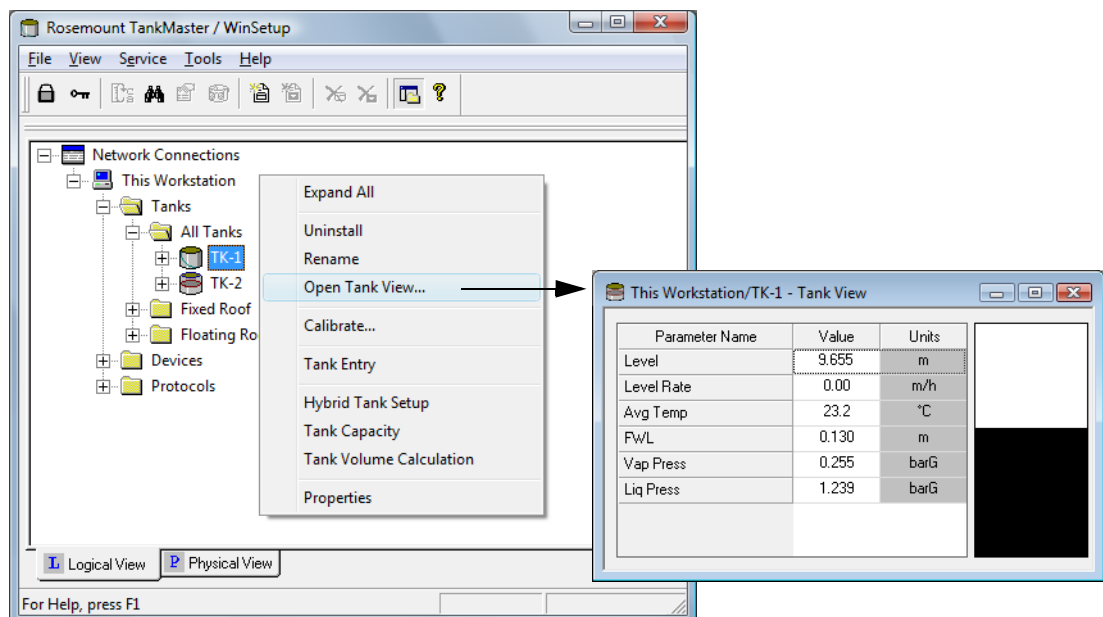 Rosemount TankMaster / WinSetup
File View Service Tools Help
Network Connections
This Workstation
Tanks
All Tanks
TK-1
TK-2
Fixed Roof
Floating Ro
Devices
Protocols
Expand All
Uninstall
Rename
Open Tank View...
Calibrate...
Tank Entry
Hybrid Tank Setup
Tank Capacity
Tank Volume Calculation
Properties
L Logical View P Physical View
For Help, press F1
This Workstation/TK-1 - Tank View
Parameter Name Value Units
Level 9.655 m
Level Rate 0.00 m/h
Avg Temp 23.2 °C
FWL 0.130 m
Vap Press 0.255 barG
Liq Press 1.239 barG